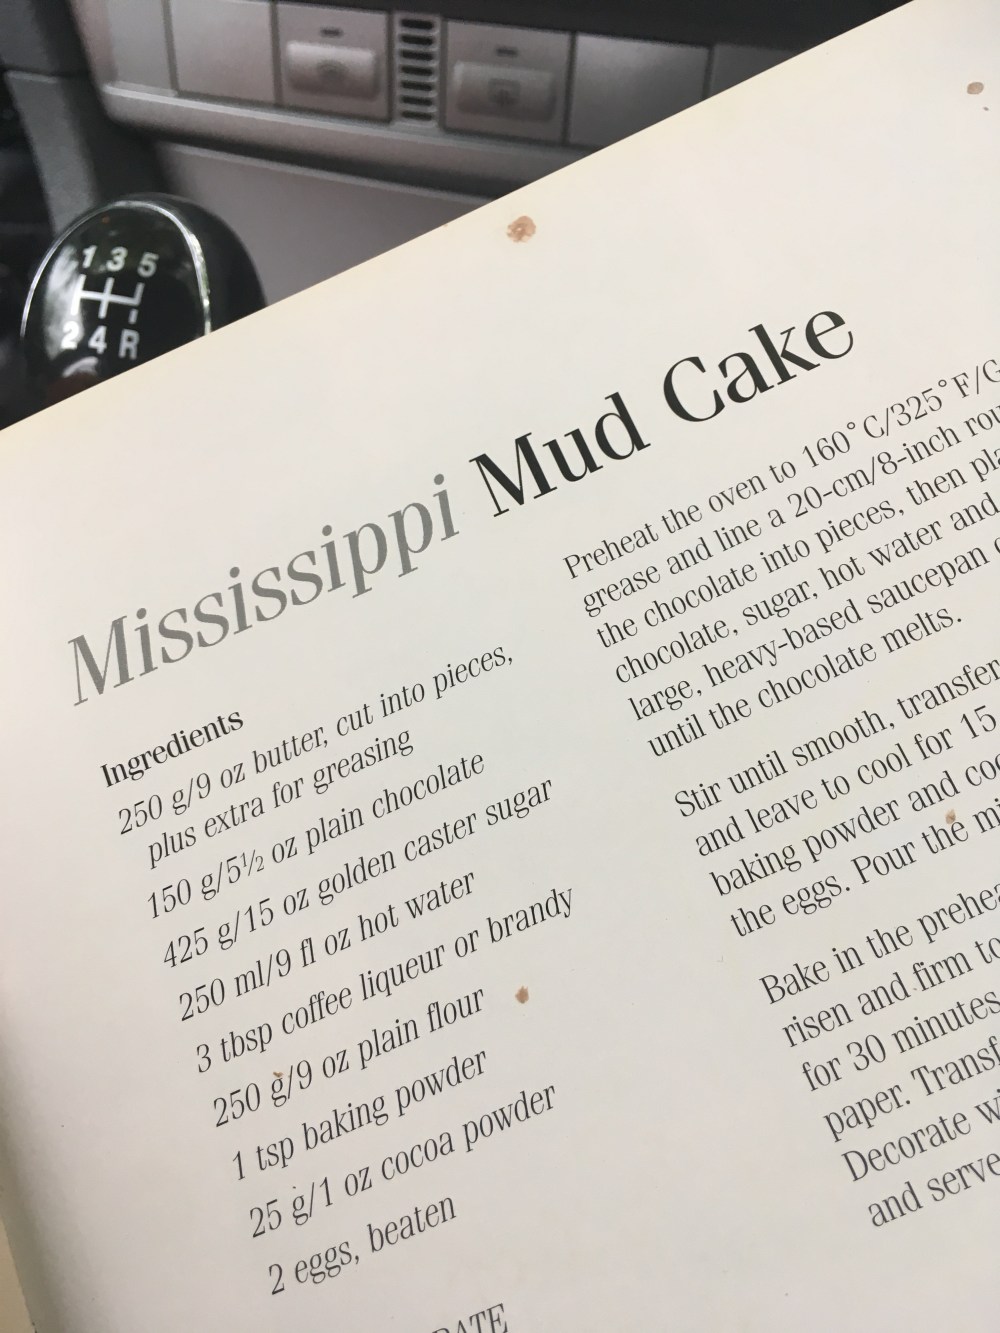 1 3 5
2 4 R
Mississippi Mud Cake
Ingredients
250 g/9 oz butter, cut into pieces,
plus extra for greasing
150 g/5½ oz plain chocolate
425 g/15 oz golden caster sugar
250 ml/9 fl oz hot water
3 tbsp coffee liqueur or brandy
250 g/9 oz plain flour
1 tsp baking powder
25 g/1 oz cocoa powder
2 eggs, beaten
Preheat the oven to 160°C/325°F/G
grease and line a 20-cm/8-inch rou
the chocolate into pieces, then pla
chocolate, sugar, hot water and
large, heavy-based saucepan
until the chocolate melts.
Stir until smooth, transfer
and leave to cool for 15
baking powder and coc
the eggs. Pour the mi
Bake in the prehea
risen and firm to
for 30 minutes
paper. Transf
Decorate wi
and serve